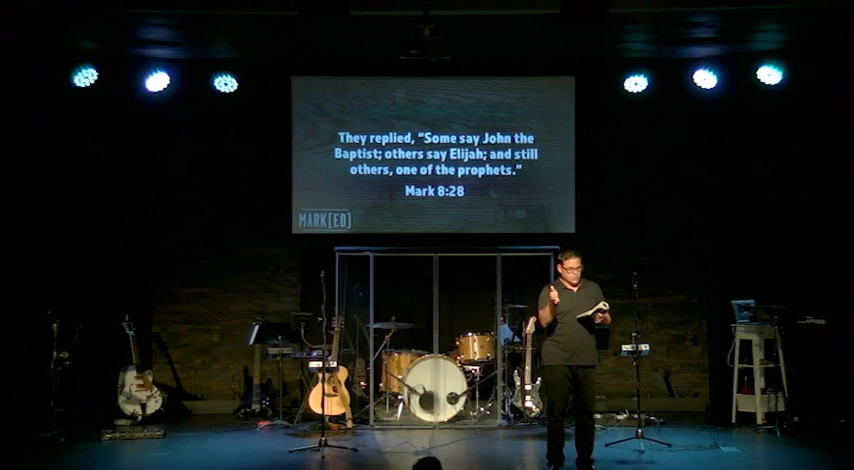 They replied, “Some say John the
Baptist; others say Elijah; and still
others, one of the prophets.”
Mark 8:28
MARK[ED]